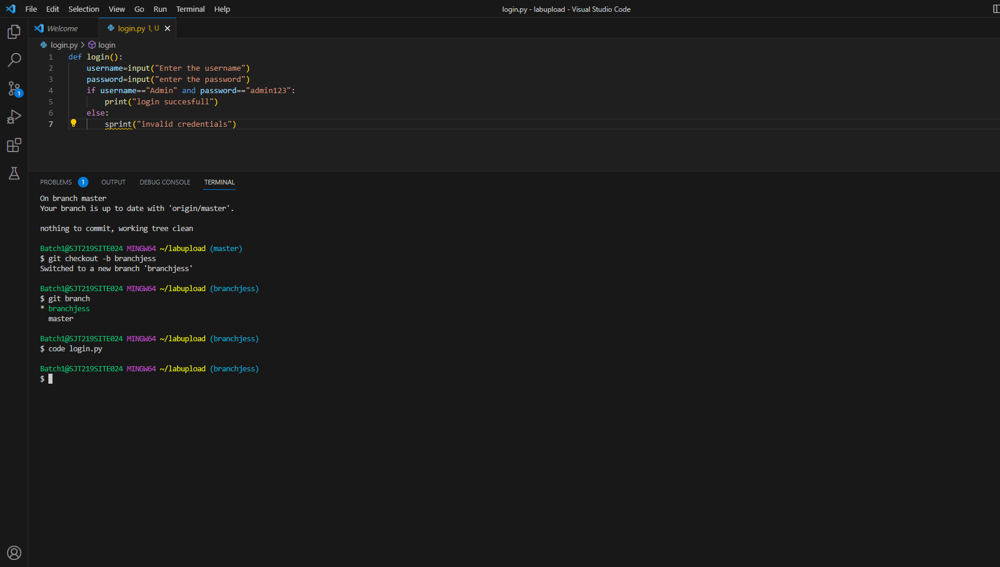 File Edit Selection View Go Run Terminal Help login.py - labupload - Visual Studio Code
Welcome login.py 1, U
login.py > login
1 def login():
2 username=input("Enter the username")
3 password=input("enter the password")
4 if username=="Admin" and password=="admin123":
5 print("login succesfull")
6 else:
7 sprint("invalid credentials")
1
PROBLEMS 1 OUTPUT DEBUG CONSOLE TERMINAL
On branch master
Your branch is up to date with 'origin/master'.
nothing to commit, working tree clean
Batch1@SJT219SITE024 MINGW64 ~/labupload (master)
$ git checkout -b branchjess
Switched to a new branch 'branchjess'
Batch1@SJT219SITE024 MINGW64 ~/labupload (branchjess)
$ git branch
* branchjess
master
Batch1@SJT219SITE024 MINGW64 ~/labupload (branchjess)
$ code login.py
Batch1@SJT219SITE024 MINGW64 ~/labupload (branchjess)
$